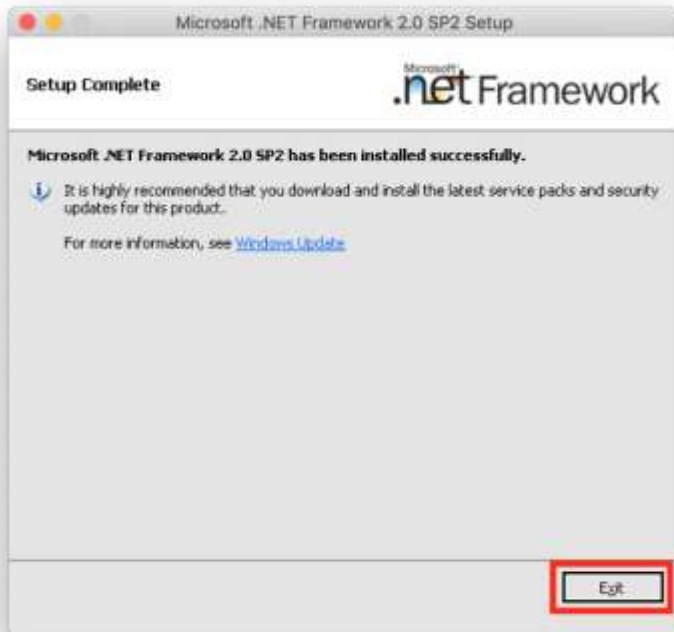 Microsoft .NET Framework 2.0 SP2 Setup
Setup Complete
Microsoft
.net Framework
Microsoft .NET Framework 2.0 SP2 has been installed successfully.
It is highly recommended that you download and install the latest service packs and security
updates for this product.
For more information, see Windows Update
Exit